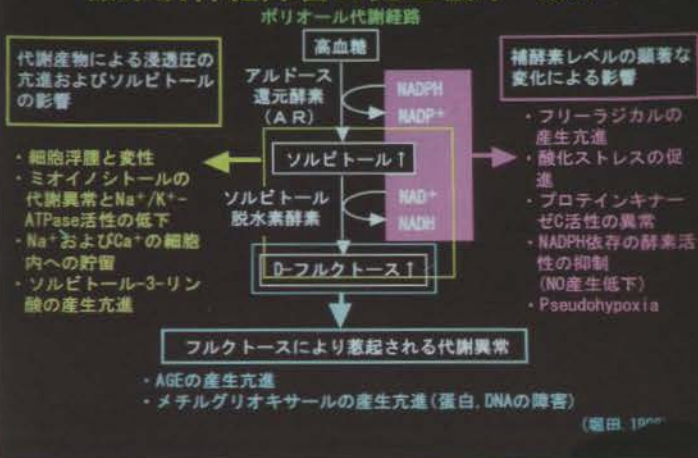 ポリオール代謝経路
高血糖
代謝産物による浸透圧の
亢進およびソルビトール
の影響
アルドース
還元酵素
(AR)
NADPH
NADP+
補酵素レベルの顕著な
変化による影響
・細胞浮腫と変性
・ミオイノシトールの
代謝異常とNa⁺/K⁺-
ATPase活性の低下
・Na⁺およびCa⁺の細胞
内への貯留
・ソルビトール-3-リン
酸の産生亢進
ソルビトール↑
ソルビトール
脱水素酵素
NAD+
NADH
D-フルクトース↑
・フリーラジカルの
産生亢進
・酸化ストレスの促
進
・プロテインキナー
ゼC活性の異常
・NADPH依存の酵素活
性の抑制
(NO産生低下)
・Pseudohypoxia
フルクトースにより惹起される代謝異常
・AGEの産生亢進
・メチルグリオキサールの産生亢進(蛋白,DNAの障害)
(堀田,